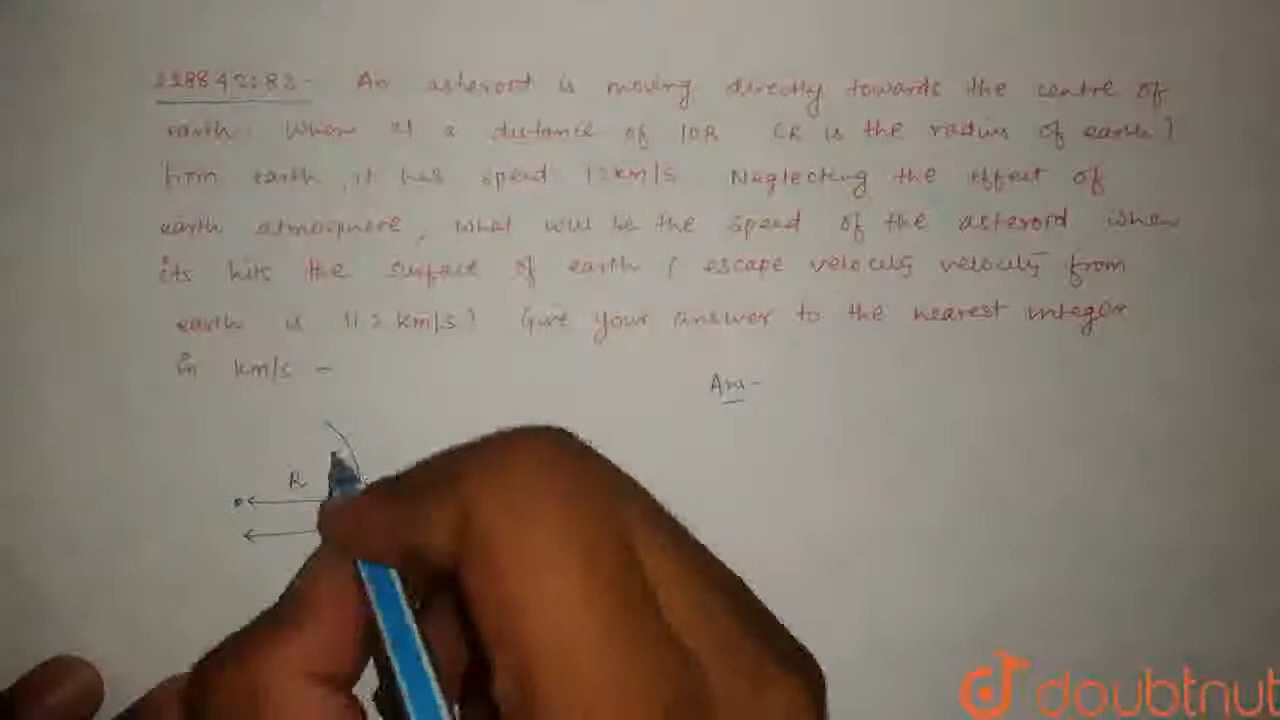 228842182- An asteroid is moving directly towards the centre of
earth. When at a distance of 10R (R is the radius of earth)
from earth, it has speed 12km/s Neglecting the effect of
earth atmosphere, what will be the speed of the asteroid when
its hits the surface of earth ( escape velocity velocity from
earth is 11.2 km/s) Give your answer to the nearest integer
in km/s -
Ans-
R
doubtnut